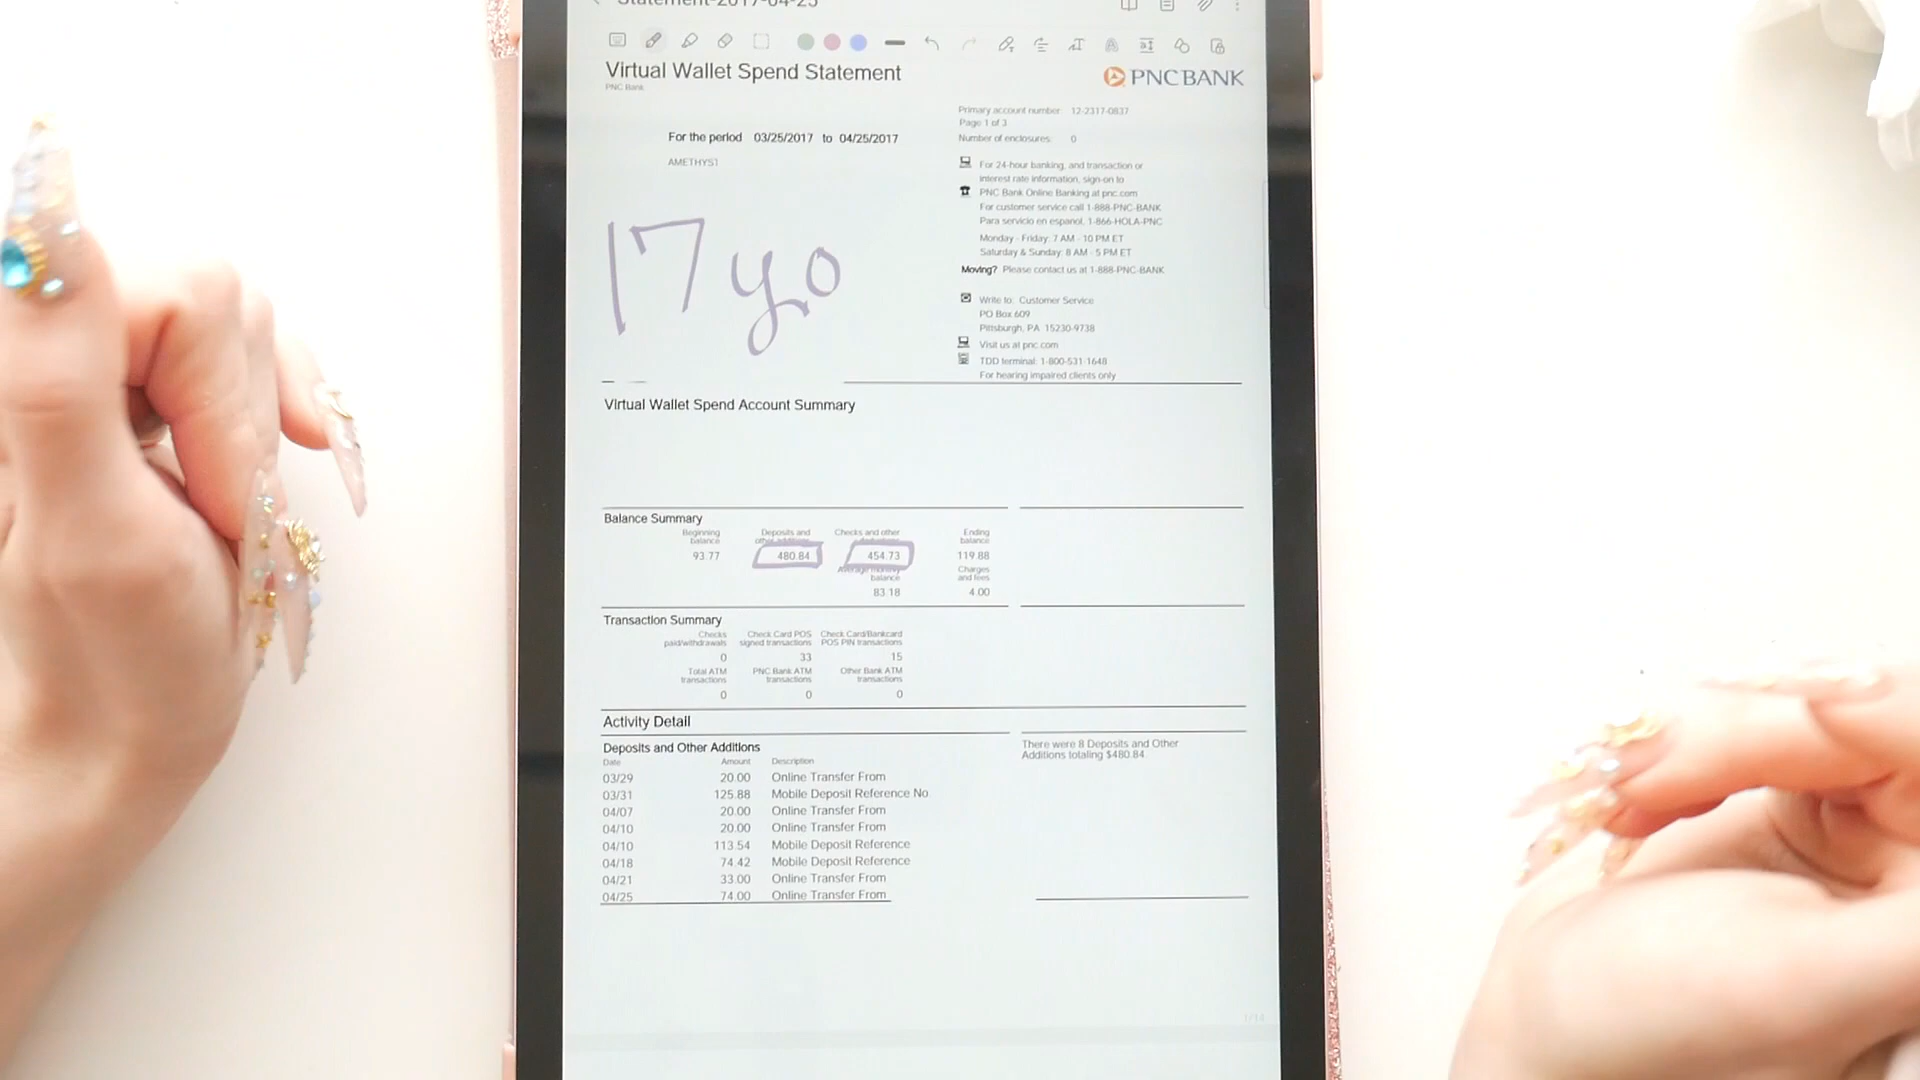 Statement-2017-04-25
Virtual Wallet Spend Statement
PNC Bank
PNC BANK
For the period 03/25/2017 to 04/25/2017
AMETHYST
17 yo
Primary account number: 12-2317-0837
Page 1 of 3
Number of enclosures: 0
For 24-hour banking, and transaction or
interest rate information, sign-on to
PNC Bank Online Banking at pnc.com
For customer service call 1-888-PNC-BANK
Para servicio en espanol, 1-866-HOLA-PNC
Monday - Friday: 7 AM - 10 PM ET
Saturday & Sunday: 8 AM - 5 PM ET
Moving? Please contact us at 1-888-PNC-BANK
Write to: Customer Service
PO Box 609
Pittsburgh, PA 15230-9738
Visit us at pnc.com
TDD terminal: 1-800-531-1648
For hearing impaired clients only
Virtual Wallet Spend Account Summary
Balance Summary
Beginning balance
Deposits and other additions
Checks and other
Ending balance
93.77 480.84 454.73 119.88
Average monthly balance
Charges and fees
83.18 4.00
Transaction Summary
Checks paid/withdrawals
Check Card POS signed transactions
Check Card/Bankcard POS PIN transactions
0 33 15
Total ATM transactions
PNC Bank ATM transactions
Other Bank ATM transactions
0 0 0
Activity Detail
Deposits and Other Additions
Date Amount Description
03/29 20.00 Online Transfer From
03/31 125.88 Mobile Deposit Reference No.
04/07 20.00 Online Transfer From
04/10 20.00 Online Transfer From
04/10 113.54 Mobile Deposit Reference
04/18 74.42 Mobile Deposit Reference
04/21 33.00 Online Transfer From
04/25 74.00 Online Transfer From
There were 8 Deposits and Other
Additions totaling $480.84.